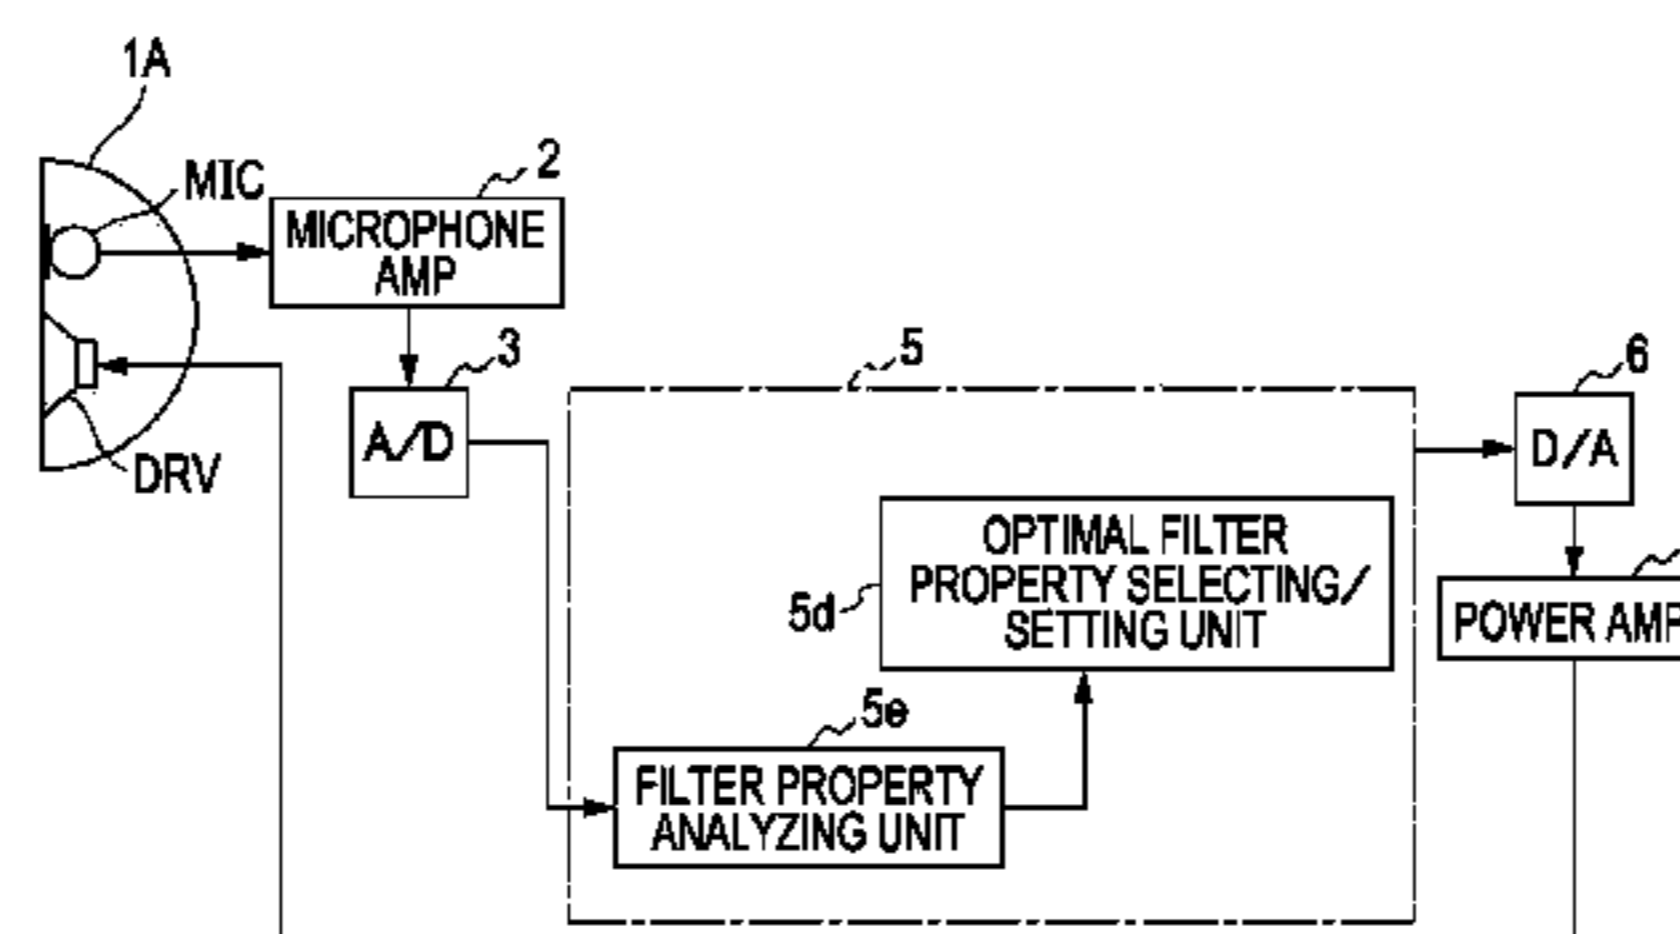 1A
MIC
2
MICROPHONE
AMP
3
A/D
DRV
5
6
D/A
OPTIMAL FILTER
PROPERTY SELECTING/
SETTING UNIT
5d
POWER AMP
5e
FILTER PROPERTY
ANALYZING UNIT